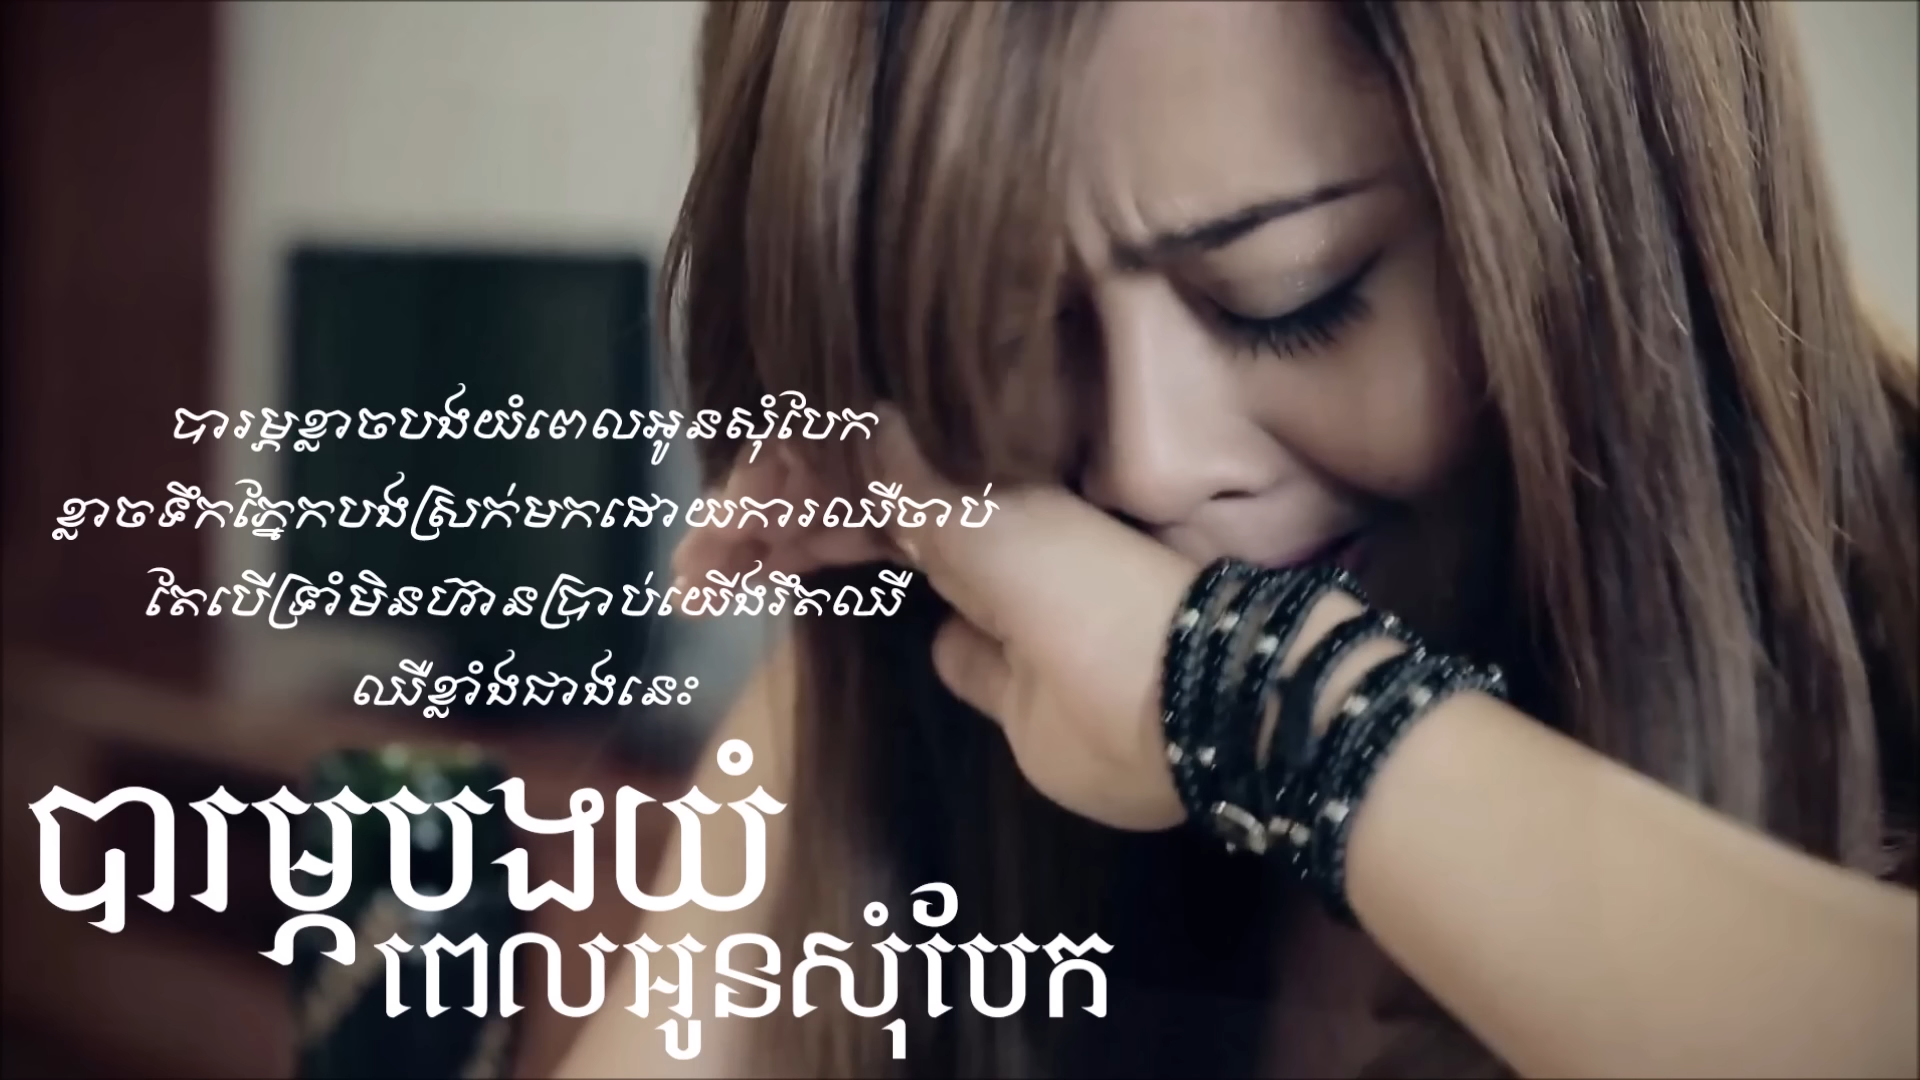 បារម្ភខ្លាចបងយំពេលអូនសុំបែក
ខ្លាចទឹកភ្នែកបងស្រក់មកដោយការឈឺចាប់
តែបើទ្រាំមិនហ៊ានប្រាប់យើងរឹតឈឺ
ឈឺខ្លាំងជាងនេះ
បារម្ភបងយំ
ពេលអូនសុំបែក